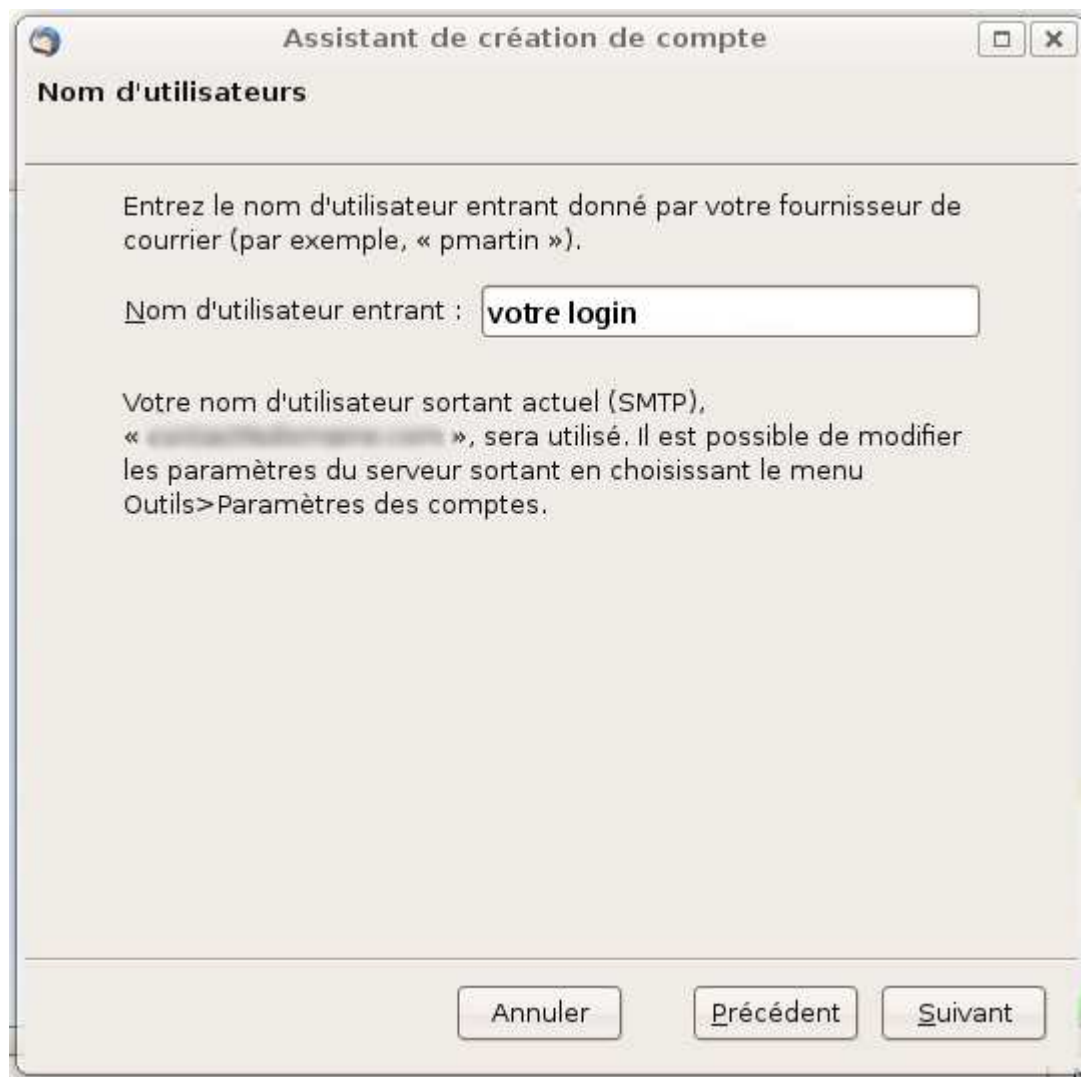 Assistant de création de compte
Nom d'utilisateurs
Entrez le nom d'utilisateur entrant donné par votre fournisseur de
courrier (par exemple, « pmartin »).
Nom d'utilisateur entrant : votre login
Votre nom d'utilisateur sortant actuel (SMTP),
« », sera utilisé. Il est possible de modifier
les paramètres du serveur sortant en choisissant le menu
Outils>Paramètres des comptes.
Annuler Précédent Suivant